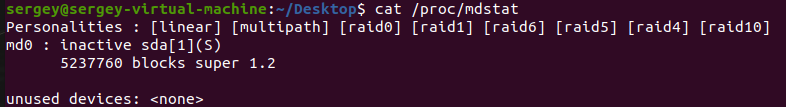 sergey@sergey-virtual-machine:~/Desktop$ cat /proc/mdstat
Personalities : [linear] [multipath] [raid0] [raid1] [raid6] [raid5] [raid4] [raid10]
md0 : inactive sda[1](S)
      5237760 blocks super 1.2

unused devices: <none>